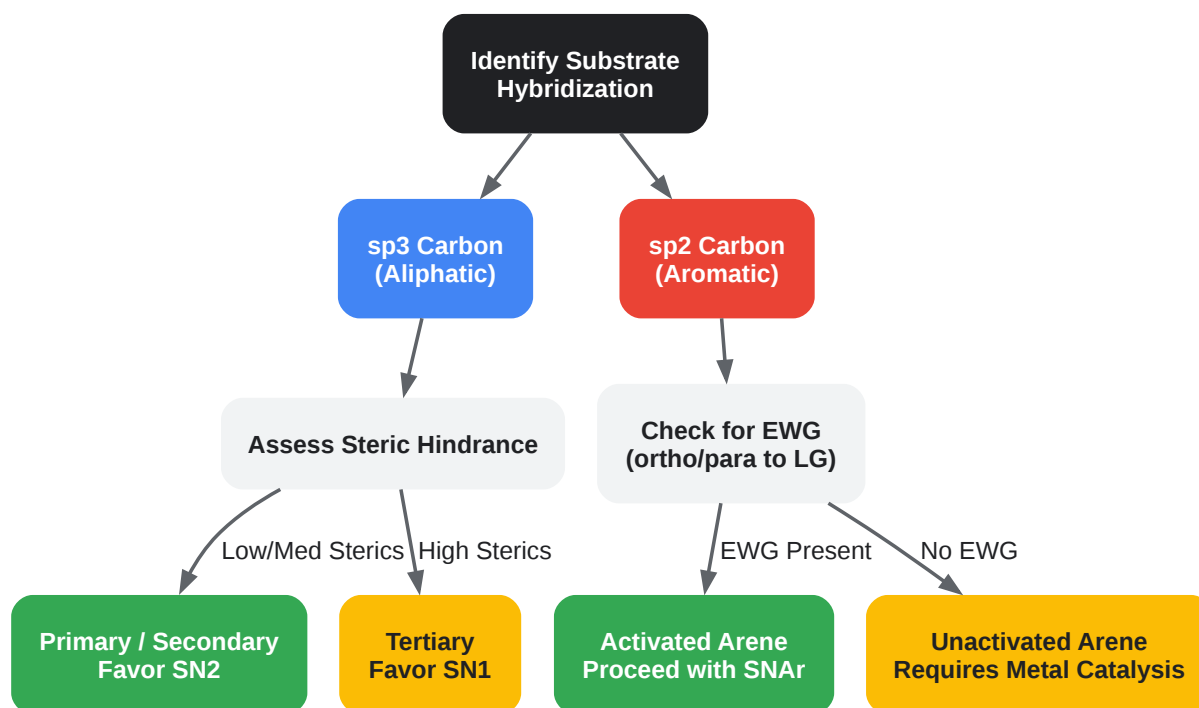 Identify Substrate
Hybridization
sp3 Carbon
(Aliphatic)
sp2 Carbon
(Aromatic)
Assess Steric Hindrance
Check for EWG
(ortho/para to LG)
Low/Med Sterics
High Sterics
EWG Present
No EWG
Primary / Secondary
Favor SN2
Tertiary
Favor SN1
Activated Arene
Proceed with SNAr
Unactivated Arene
Requires Metal Catalysis